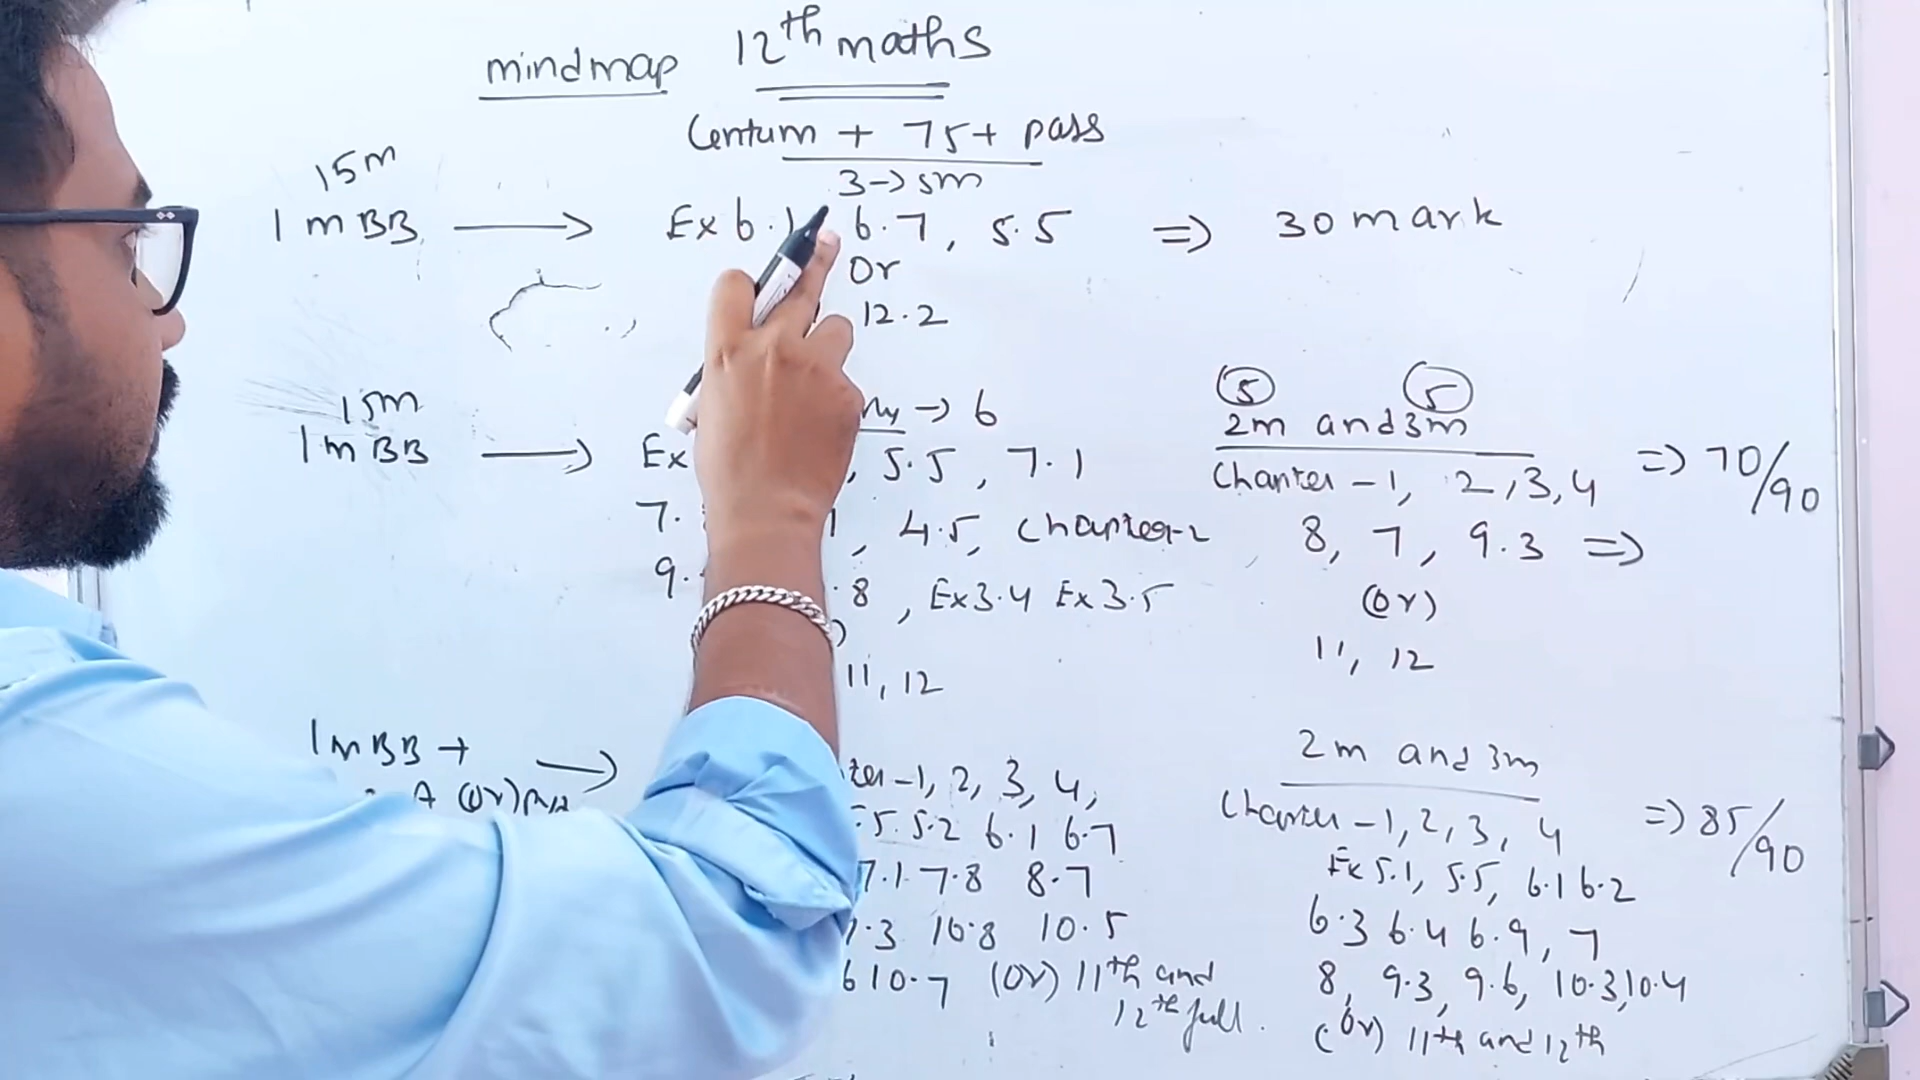 mindmap 12th maths
Centum + 75+ pass
15m 3→5m
1 m BB → Ex 6.1 6.7, 5.5 ⇒ 30 mark
Or
12.2
15m → 6
1 m BB → Ex , 5.5, 7.1
7. , 4.5, Chapter-2
9. .8, Ex 3.4 Ex 3.5
11, 12
5 5
2m and 3m
Chapter - 1, 2, 3, 4 ⇒ 70/90
8, 7, 9.3 ⇒
(or)
11, 12
1 m BB + →
A (or)
-1, 2, 3, 4,
5.2 6.1 6.7
7.1 7.8 8.7
.3 10.8 10.5
6 10.7 (or) 11th and
12th full.
2m and 3m
Chapter - 1, 2, 3, 4 ⇒ 85/90
Ex 5.1, 5.5, 6.1 6.2
6.3 6.4 6.9, 7
8, 9.3, 9.6, 10.3, 10.4
(or) 11th and 12th